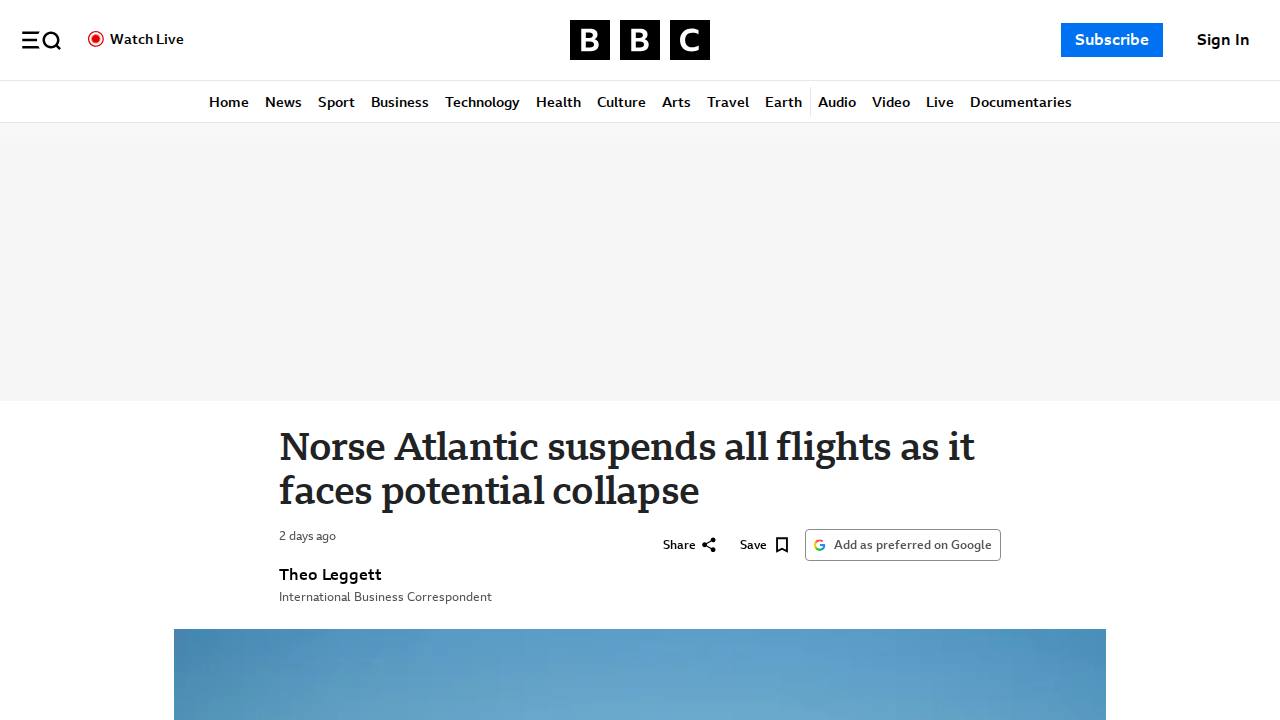 Watch Live
BBC
Subscribe
Sign In
Home News Sport Business Technology Health Culture Arts Travel Earth Audio Video Live Documentaries
Norse Atlantic suspends all flights as it
faces potential collapse
2 days ago
Share
Save
Add as preferred on Google
Theo Leggett
International Business Correspondent